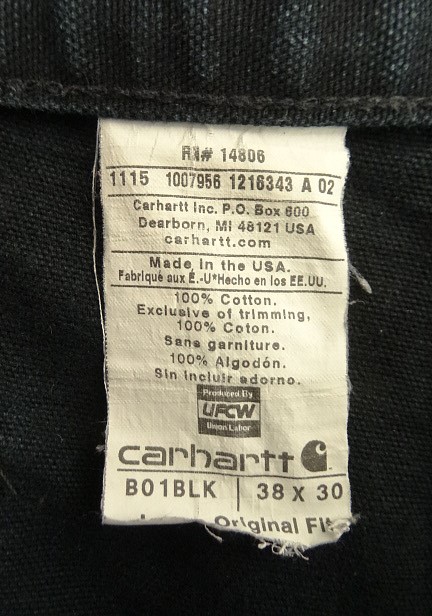 RN# 14806
1115 1007956 1216343 A 02
Carhartt Inc. P.O. Box 600
Dearborn, MI 48121 USA
carhartt.com
Made in the USA.
Fabriqué aux É.-U*Hecho en los EE.UU.
100% Cotton.
Exclusive of trimming,
100% Coton.
Sans garniture.
100% Algodón.
Sin incluir adorno.
Produced By
UFCW
Union Labor
carhartt
B01BLK | 38 X 30
Original Fit